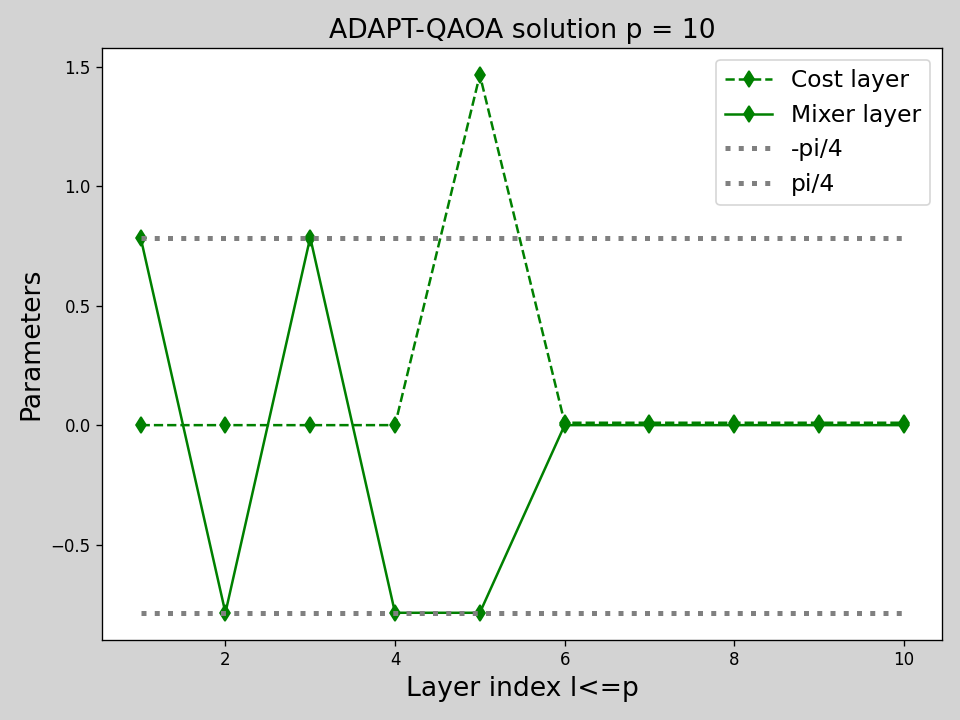 ADAPT-QAOA solution p = 10
1.5
1.0
0.5
0.0
−0.5
Parameters
Cost layer
Mixer layer
-pi/4
pi/4
2 4 6 8 10
Layer index l<=p